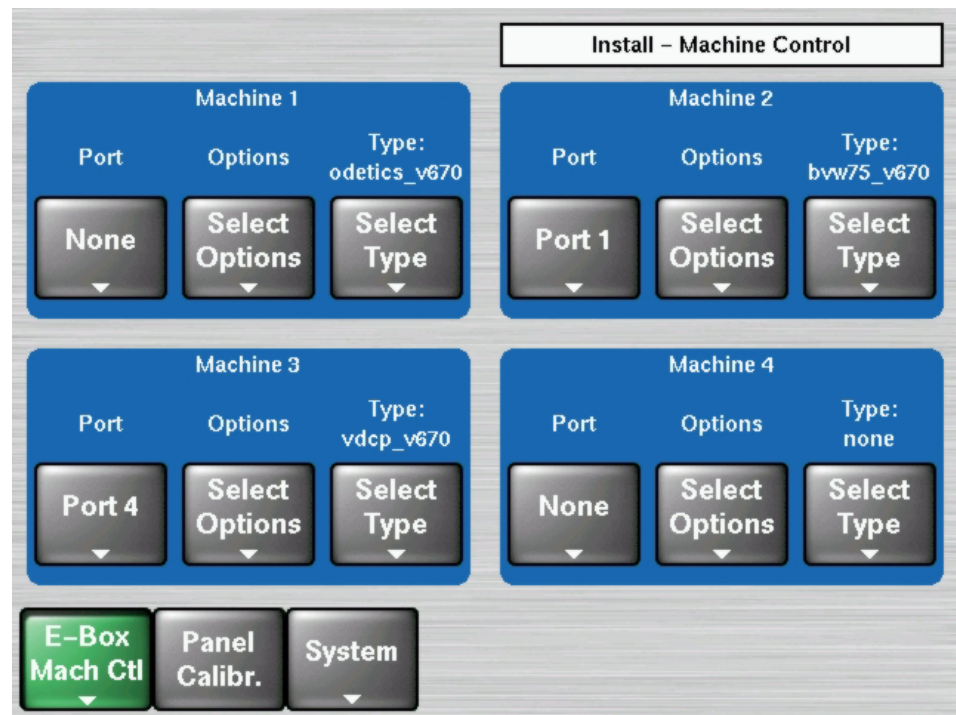 Install – Machine Control
Machine 1
Port
Options
Type:
odetics_v670
None
Select
Options
Select
Type
Machine 2
Port
Options
Type:
bvw75_v670
Port 1
Select
Options
Select
Type
Machine 3
Port
Options
Type:
vdcp_v670
Port 4
Select
Options
Select
Type
Machine 4
Port
Options
Type:
none
None
Select
Options
Select
Type
E–Box
Mach Ctl
Panel
Calibr.
System